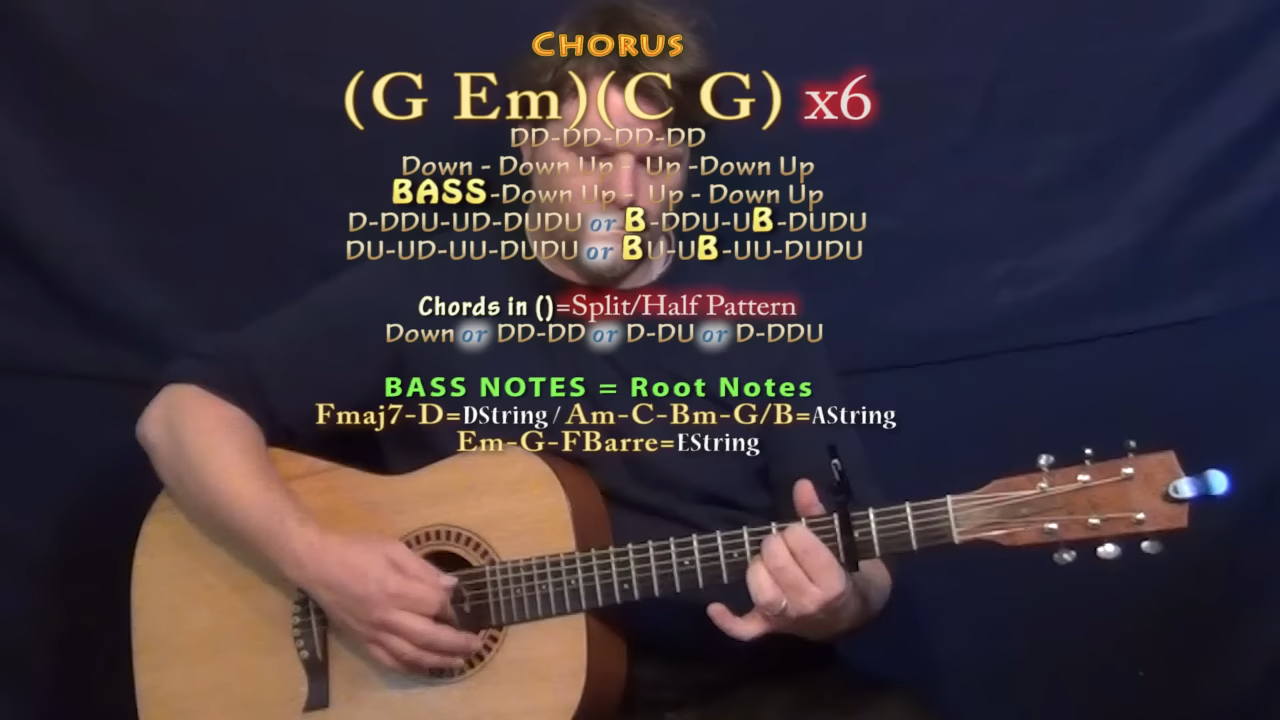 CHORUS
(G Em)(C G) x6
DD-DD-DD-DD
Down - Down Up - Up -Down Up
BASS-Down Up - Up - Down Up
D-DDU-UD-DUDU or B-DDU-UB-DUDU
DU-UD-UU-DUDU or BU-UB-UU-DUDU
Chords in ()=Split/Half Pattern
Down or DD-DD or D-DU or D-DDU
BASS NOTES = Root Notes
Fmaj7-D=DString / Am-C-Bm-G/B=AString
Em-G-FBarre=EString